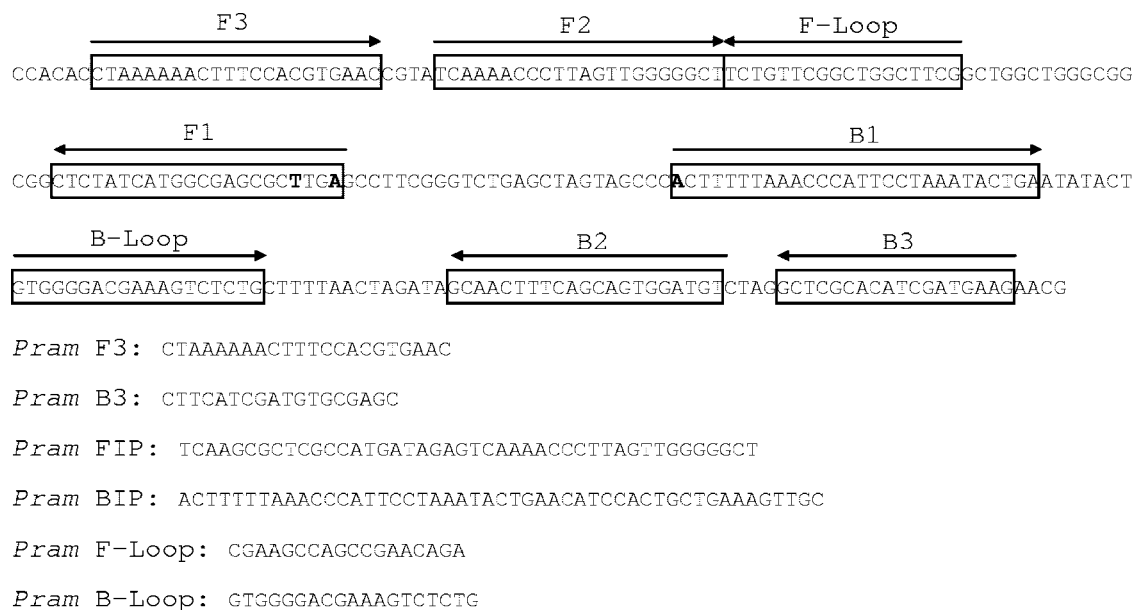 F3 F2 F-Loop
CCACACCTAAAAAACTTTCCACGTGAACCGTATCAAAACCCTTAGTTGGGGGCTTCTGTTCGGCTGGCTTCGGCTGGCTGGGCGG
F1 B1
CGGCTCTATCATGGCGAGCGCTTGAGCCTTCGGGTCTGAGCTAGTAGCCCACTTTTTAAACCCATTCCTAAATACTGAATATACT
B-Loop B2 B3
GTGGGGACGAAAGTCTCTGCTTTTAACTAGATAGCAACTTTCAGCAGTGGATGTCTAGGCTCGCACATCGATGAAGAACG
Pram F3: CTAAAAAACTTTCCACGTGAAC
Pram B3: CTTCATCGATGTGCGAGC
Pram FIP: TCAAGCGCTCGCCATGATAGAGTCAAAACCCTTAGTTGGGGGCT
Pram BIP: ACTTTTTAAACCCATTCCTAAATACTGAACATCCACTGCTGAAAGTTGC
Pram F-Loop: CGAAGCCAGCCGAACAGA
Pram B-Loop: GTGGGGACGAAAGTCTCTG